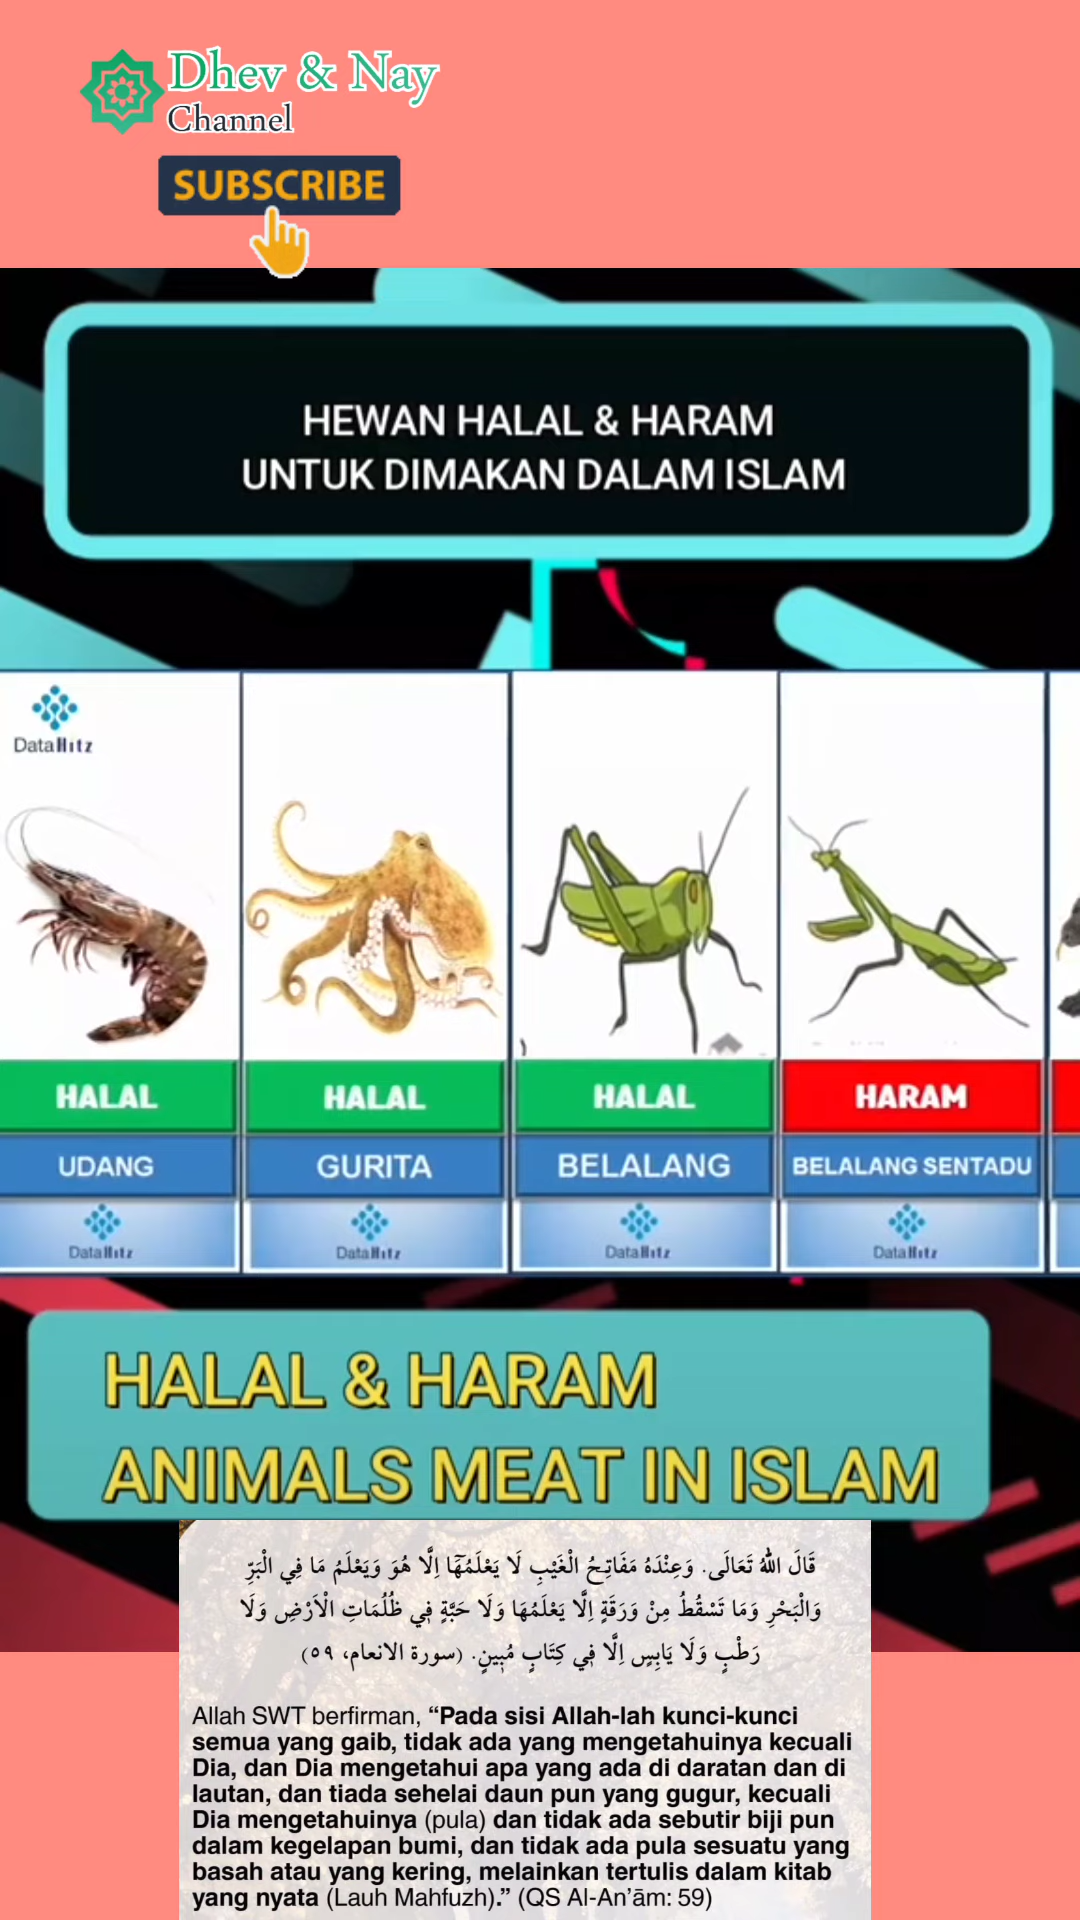 Dhev & Nay
Channel
SUBSCRIBE
HEWAN HALAL & HARAM
UNTUK DIMAKAN DALAM ISLAM
DataHitz
HALAL HALAL HALAL HARAM
UDANG GURITA BELALANG BELALANG SENTADU
DataHitz DataHitz DataHitz DataHitz
HALAL & HARAM
ANIMALS MEAT IN ISLAM
قَالَ اللهُ تَعَالَى. وَعِنْدَهُ مَفَاتِحُ الْغَيْبِ لَا يَعْلَمُهَا اِلَّا هُوَ وَيَعْلَمُ مَا فِي الْبَرِّ
وَالْبَحْرِ وَمَا تَسْقُطُ مِنْ وَرَقَةٍ اِلَّا يَعْلَمُهَا وَلَا حَبَّةٍ فِي ظُلُمَاتِ الْاَرْضِ وَلَا
رَطْبٍ وَلَا يَابِسٍ اِلَّا فِي كِتَابٍ مُبِينٍ. (سورة الانعام، ٥٩)
Allah SWT berfirman, “Pada sisi Allah-lah kunci-kunci
semua yang gaib, tidak ada yang mengetahuinya kecuali
Dia, dan Dia mengetahui apa yang ada di daratan dan di
lautan, dan tiada sehelai daun pun yang gugur, kecuali
Dia mengetahuinya (pula) dan tidak ada sebutir biji pun
dalam kegelapan bumi, dan tidak ada pula sesuatu yang
basah atau yang kering, melainkan tertulis dalam kitab
yang nyata (Lauh Mahfuzh).” (QS Al-An’ām: 59)